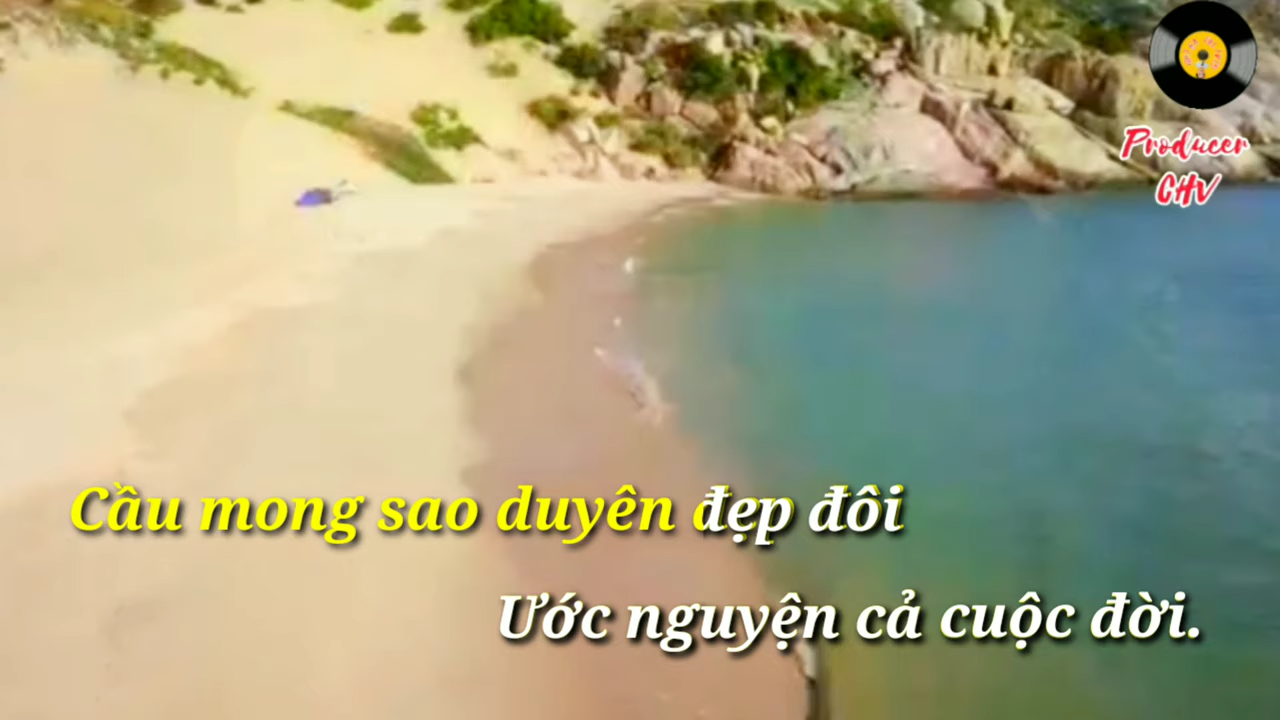 Producer
CHV
Cầu mong sao duyên đẹp đôi
Ước nguyện cả cuộc đời.